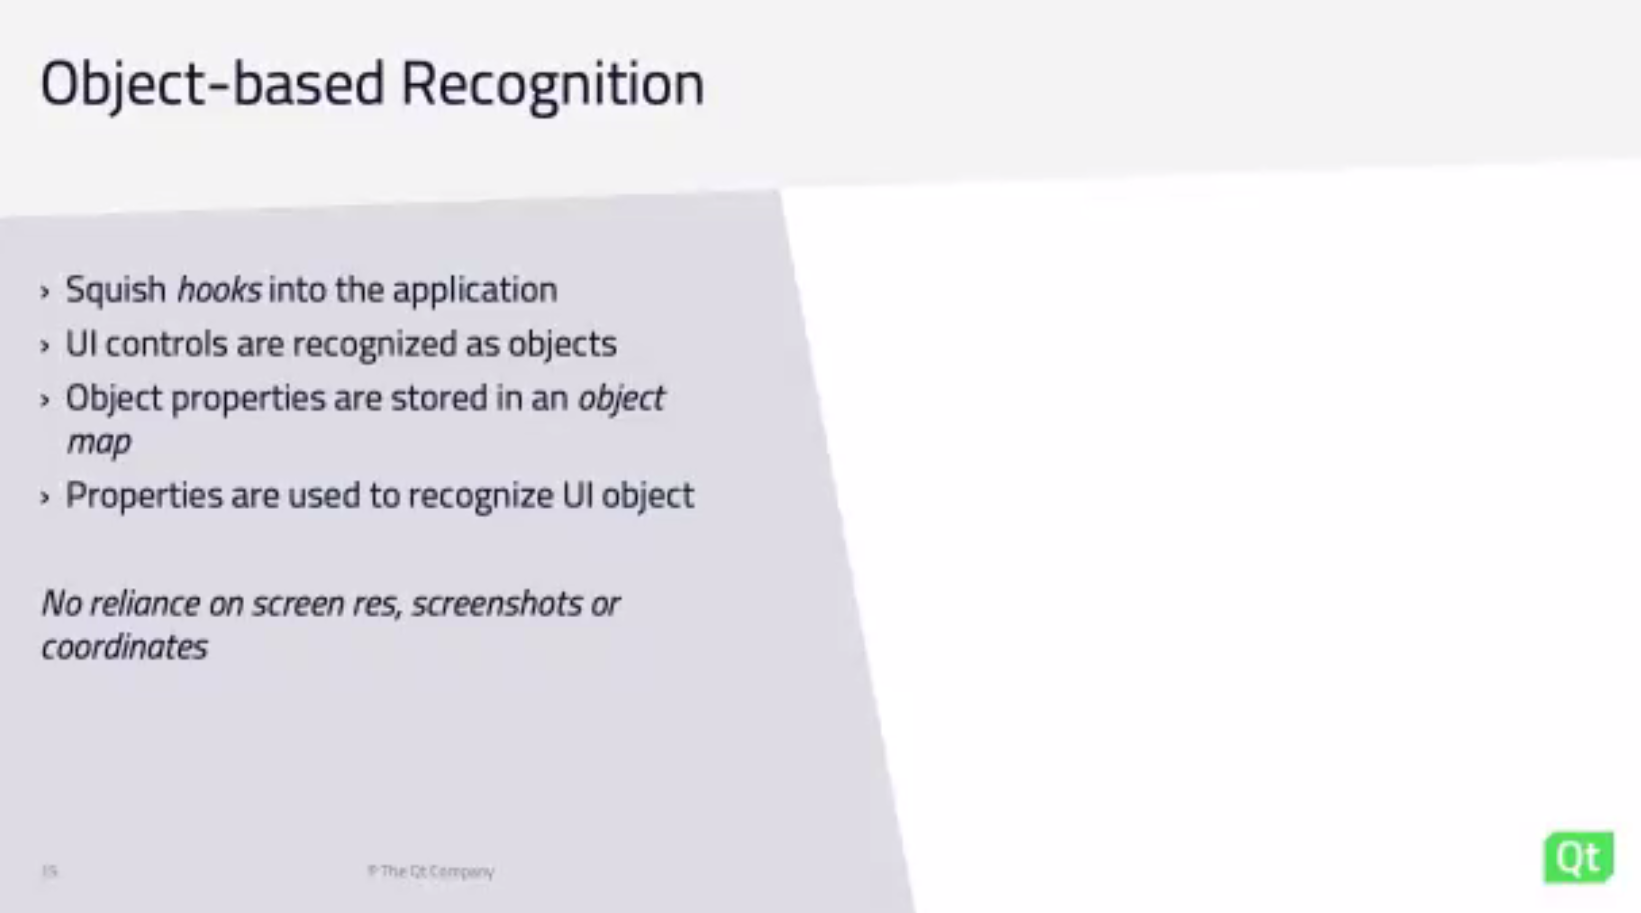 Object-based Recognition
› Squish hooks into the application
› UI controls are recognized as objects
› Object properties are stored in an object
map
› Properties are used to recognize UI object
No reliance on screen res, screenshots or
coordinates
15
© The Qt Company
Qt